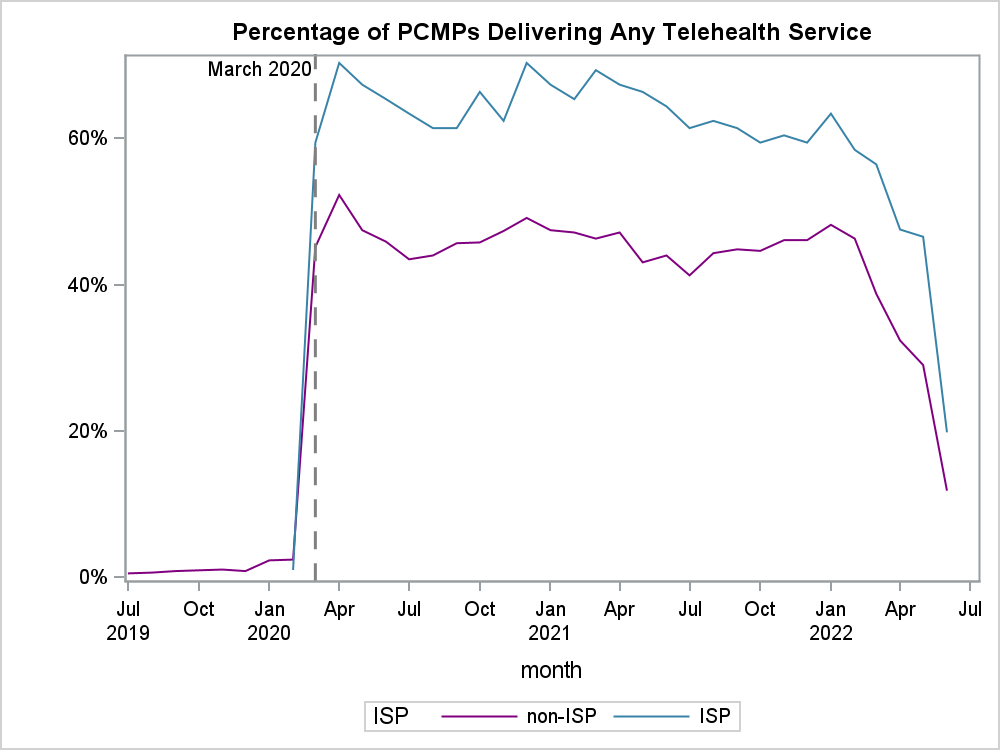 Percentage of PCMPs Delivering Any Telehealth Service
March 2020
60%
40%
20%
0%
Jul Oct Jan Apr Jul Oct Jan Apr Jul Oct Jan Apr Jul
2019 2020 2021 2022
month
ISP non-ISP ISP